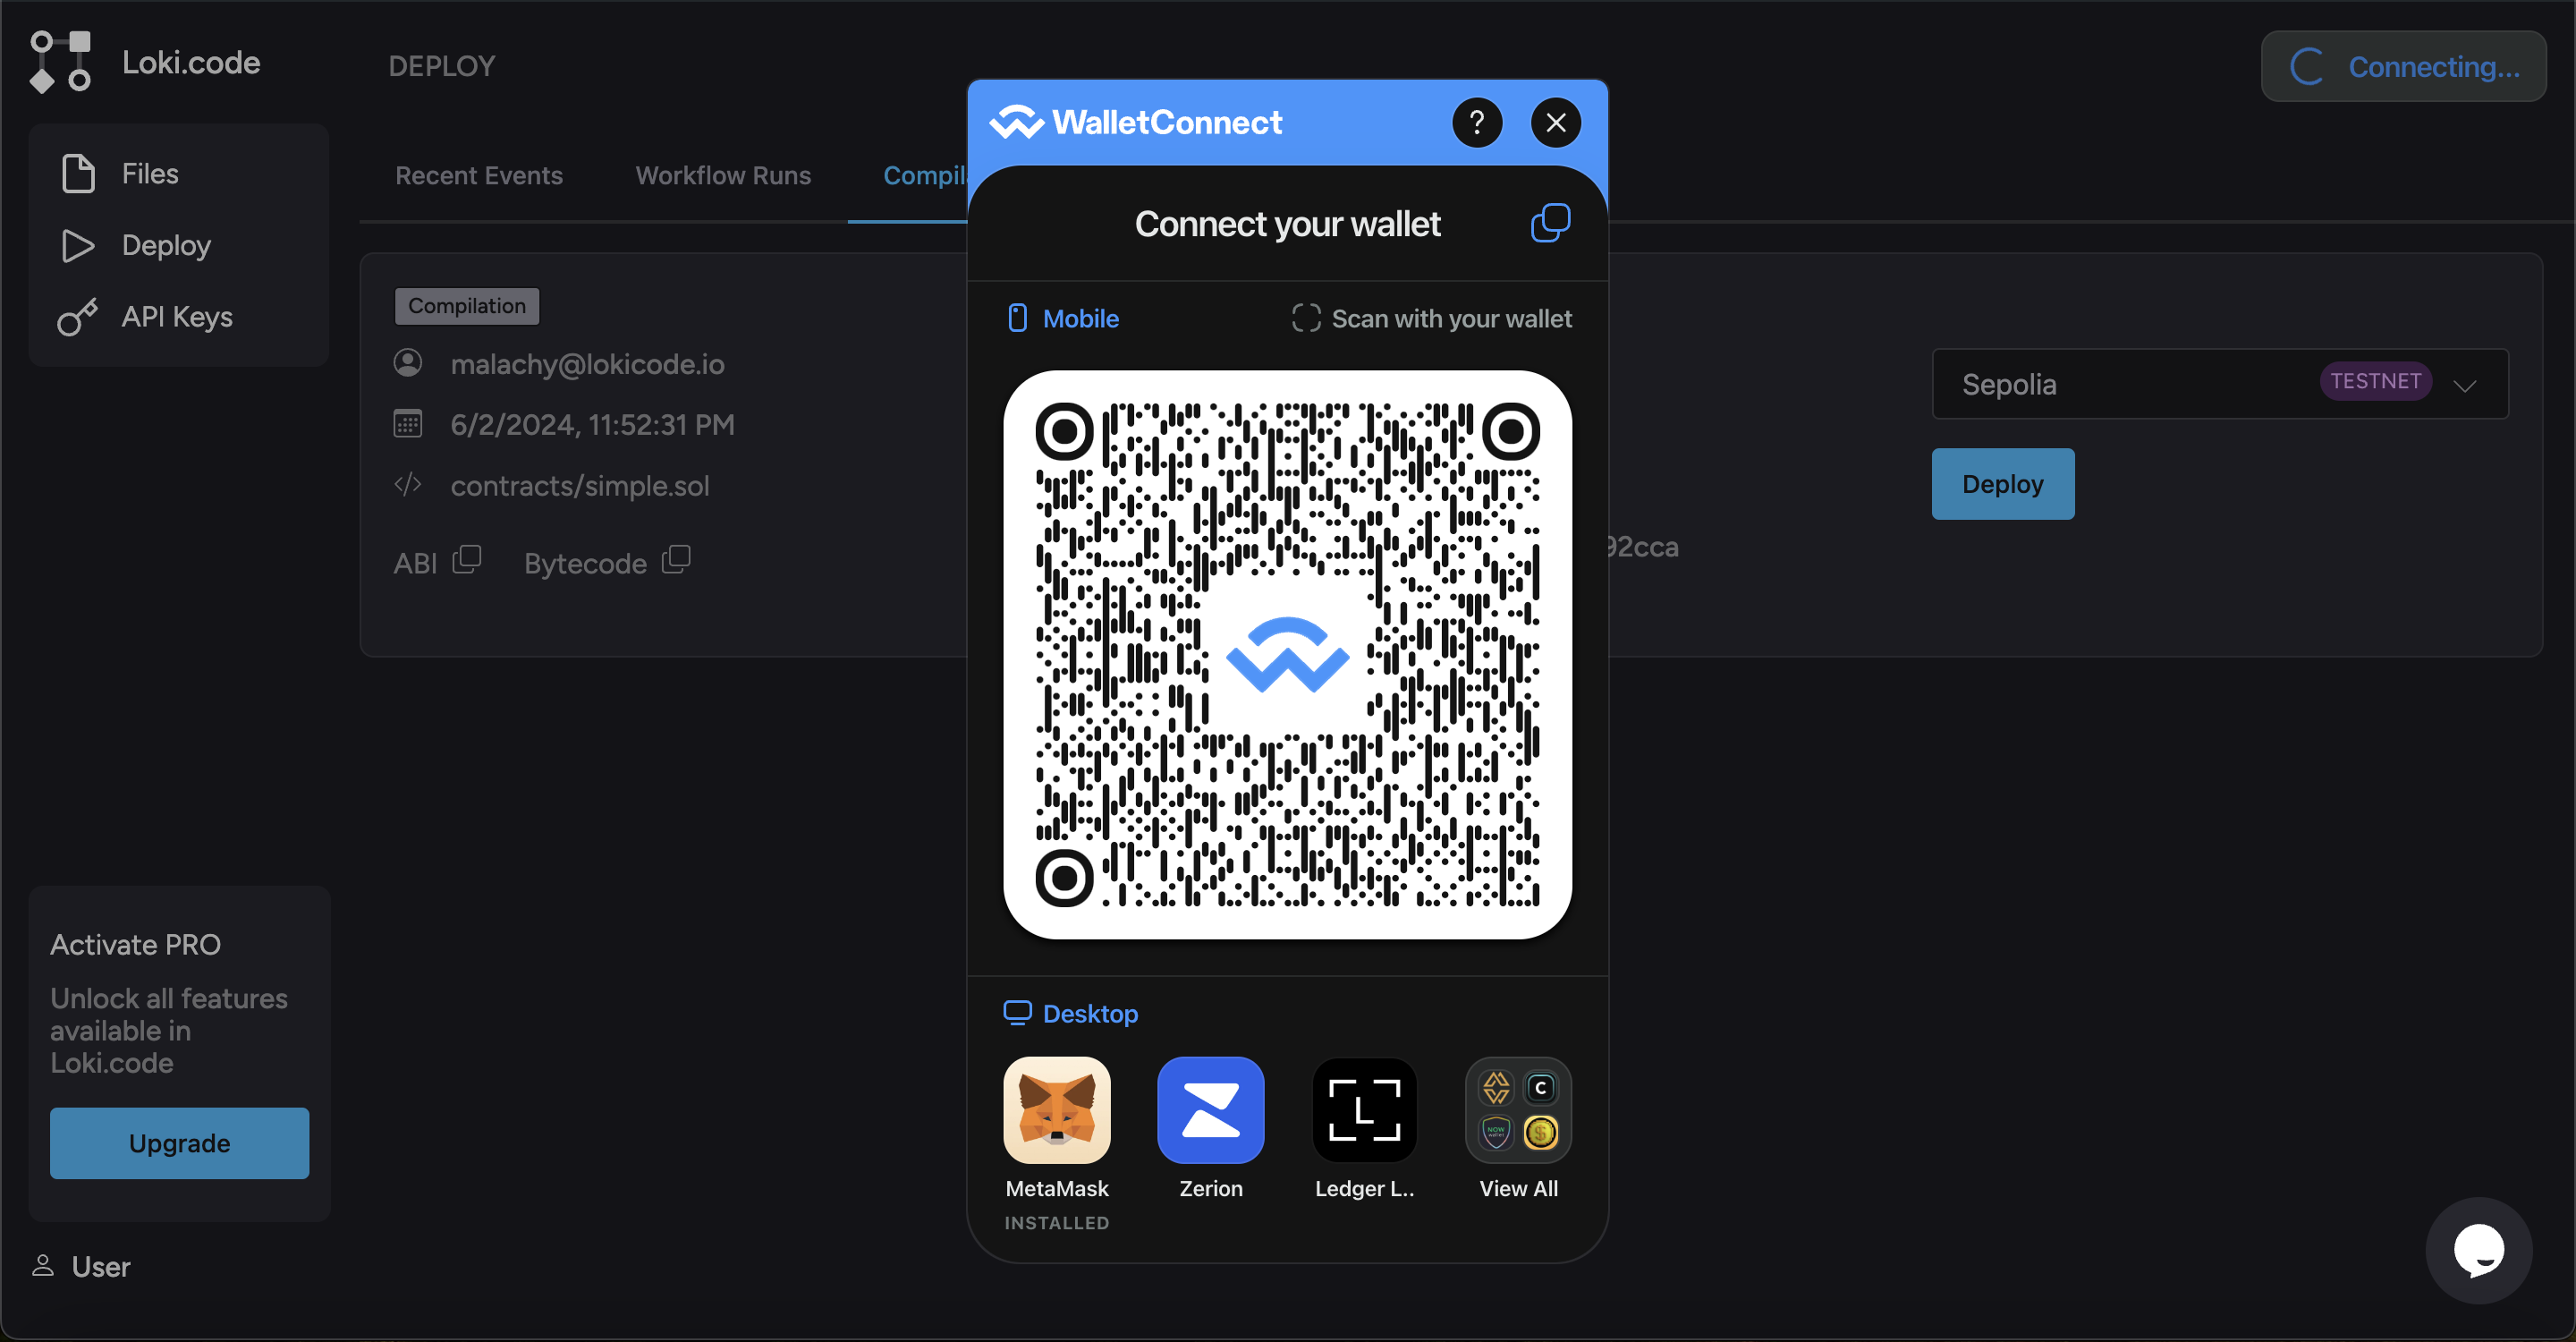 Loki.code
DEPLOY
Connecting...
Files
Deploy
API Keys
Recent Events
Workflow Runs
Compila
Compilation
malachy@lokicode.io
6/2/2024, 11:52:31 PM
contracts/simple.sol
ABI
Bytecode
92cca
Sepolia
TESTNET
Deploy
WalletConnect
?
Connect your wallet
Mobile
Scan with your wallet
Desktop
MetaMask
INSTALLED
Zerion
L
Ledger L..
C
NOW
View All
Activate PRO
Unlock all features
available in
Loki.code
Upgrade
User